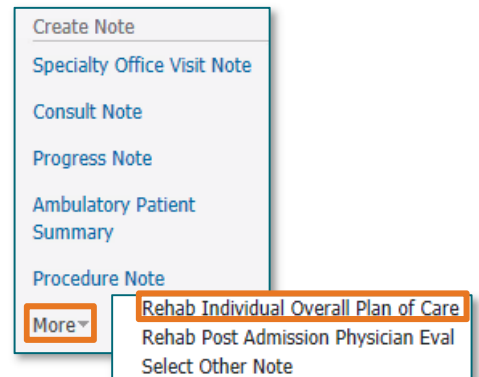 Create Note
Specialty Office Visit Note
Consult Note
Progress Note
Ambulatory Patient
Summary
Procedure Note
More
Rehab Individual Overall Plan of Care
Rehab Post Admission Physician Eval
Select Other Note